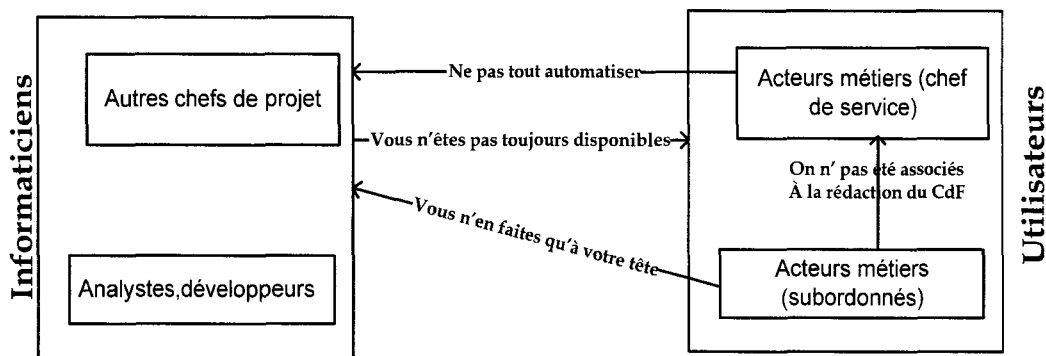 Informaticiens
Autres chefs de projet
Analystes,développeurs
Ne pas tout automatiser
Vous n'êtes pas toujours disponibles
Vous n'en faites qu'à votre tête
Acteurs métiers (chef
de service)
On n' pas été associés
À la rédaction du CdF
Acteurs métiers
(subordonnés)
Utilisateurs